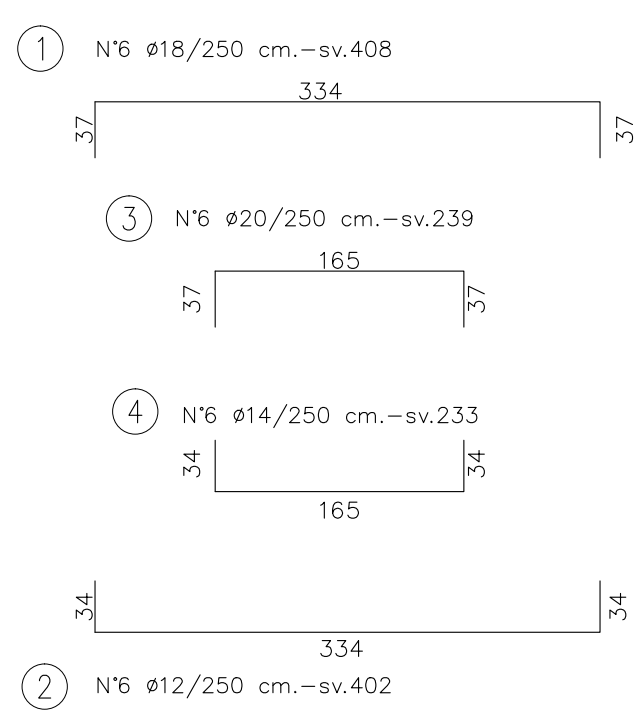 1 N°6 ø18/250 cm.-sv.408
334
37 37
3 N°6 ø20/250 cm.-sv.239
165
37 37
4 N°6 ø14/250 cm.-sv.233
34 34
165
34 34
334
2 N°6 ø12/250 cm.-sv.402